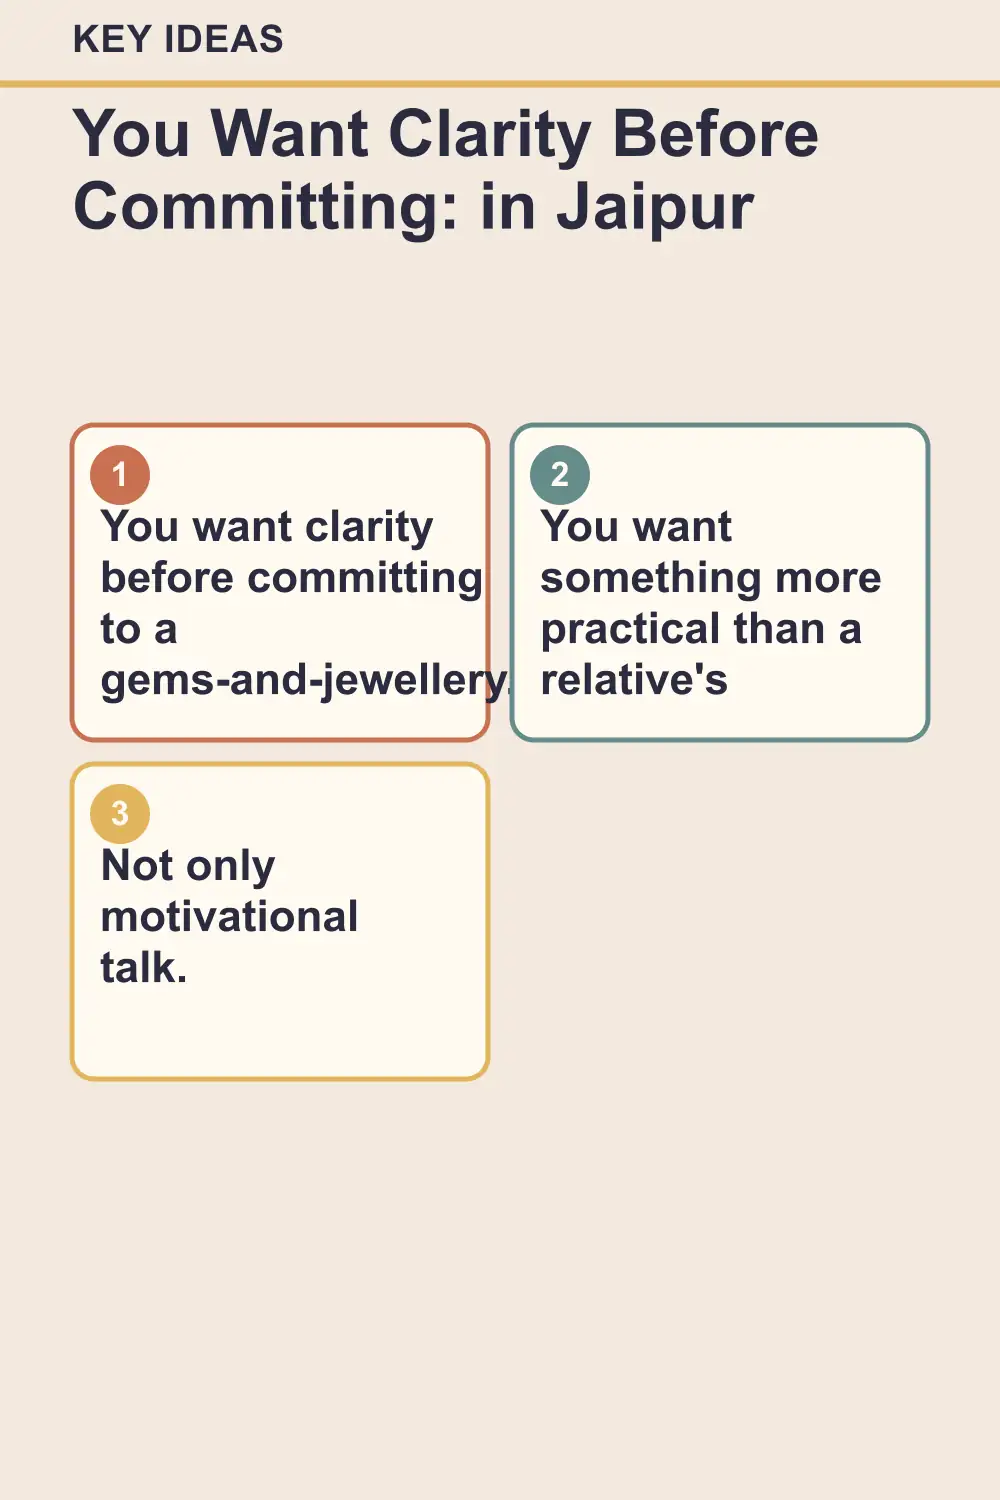 KEY IDEAS
You Want Clarity Before
Committing: in Jaipur
1
You want clarity
before committing
to a
gems-and-jewellery.
2
You want
something more
practical than a
relative's
3
Not only
motivational
talk.